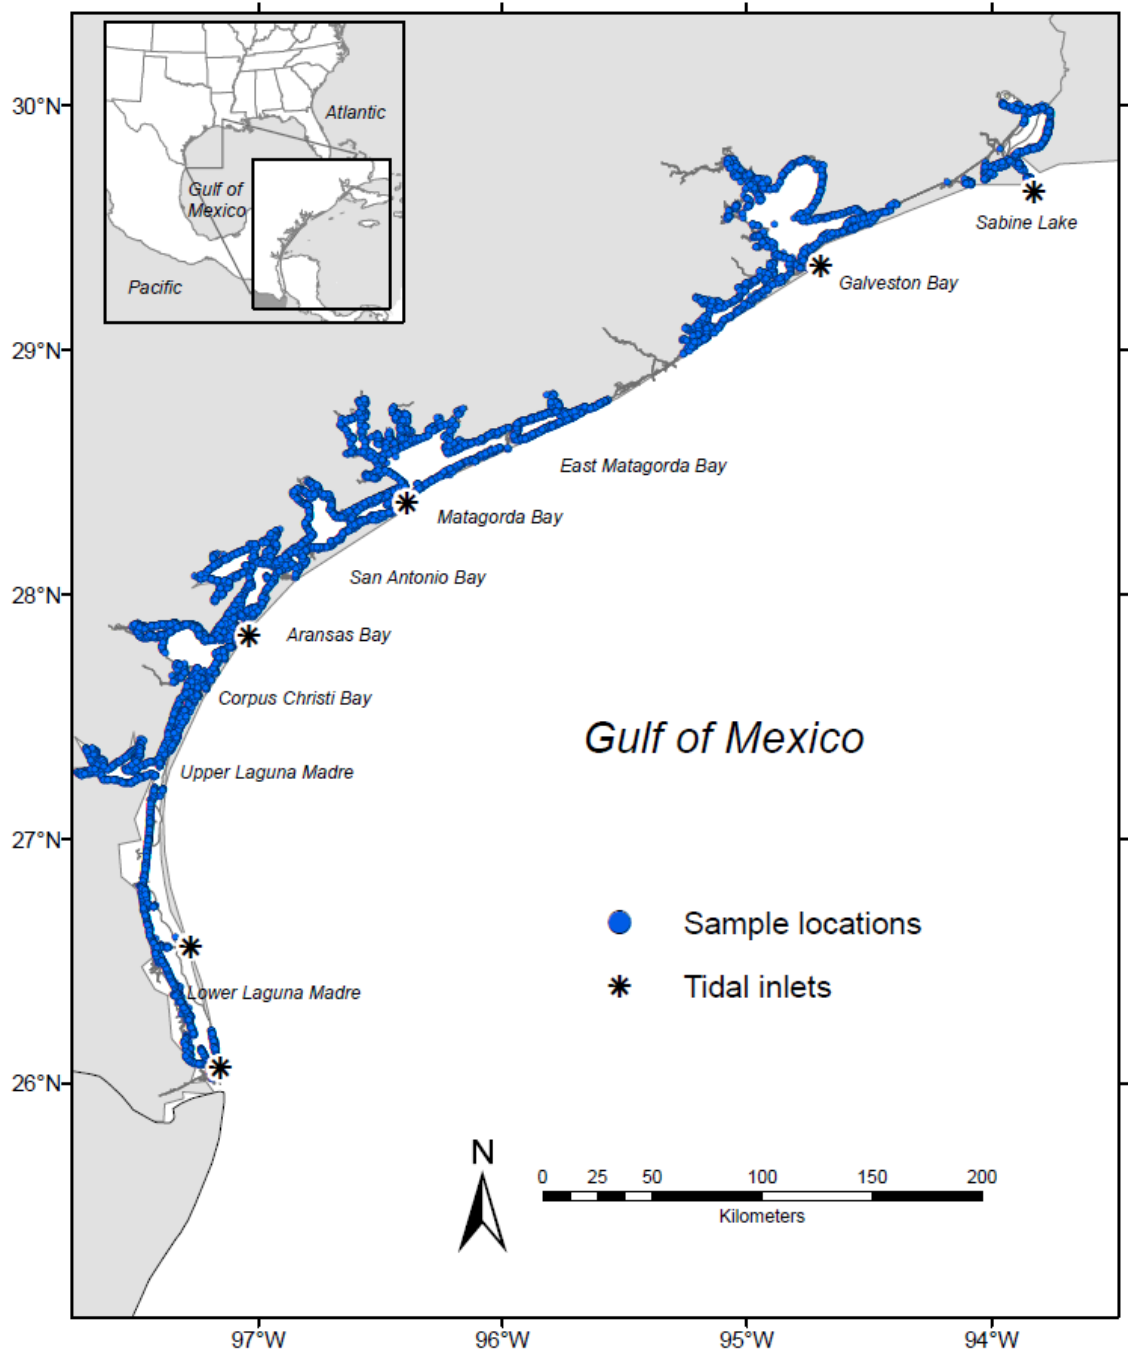 Atlantic
Gulf of
Mexico
Pacific
30°N
29°N
28°N
27°N
26°N
Sabine Lake
Galveston Bay
East Matagorda Bay
Matagorda Bay
San Antonio Bay
Aransas Bay
Corpus Christi Bay
Upper Laguna Madre
Lower Laguna Madre
Gulf of Mexico
Sample locations
Tidal inlets
N
0 25 50 100 150 200
Kilometers
97°W 96°W 95°W 94°W